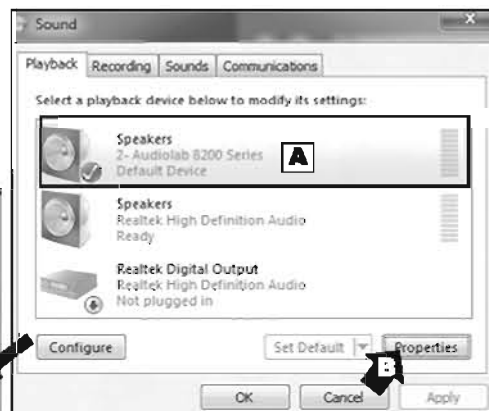 Sound
Playback Recording Sounds Communications
Select a playback device below to modify its settings:
Speakers
2- Audiolab 8200 Series
Default Device
A
Speakers
Realtek High Definition Audio
Ready
Realtek Digital Output
Realtek High Definition Audio
Not plugged in
Configure Set Default Properties
B
OK Cancel Apply